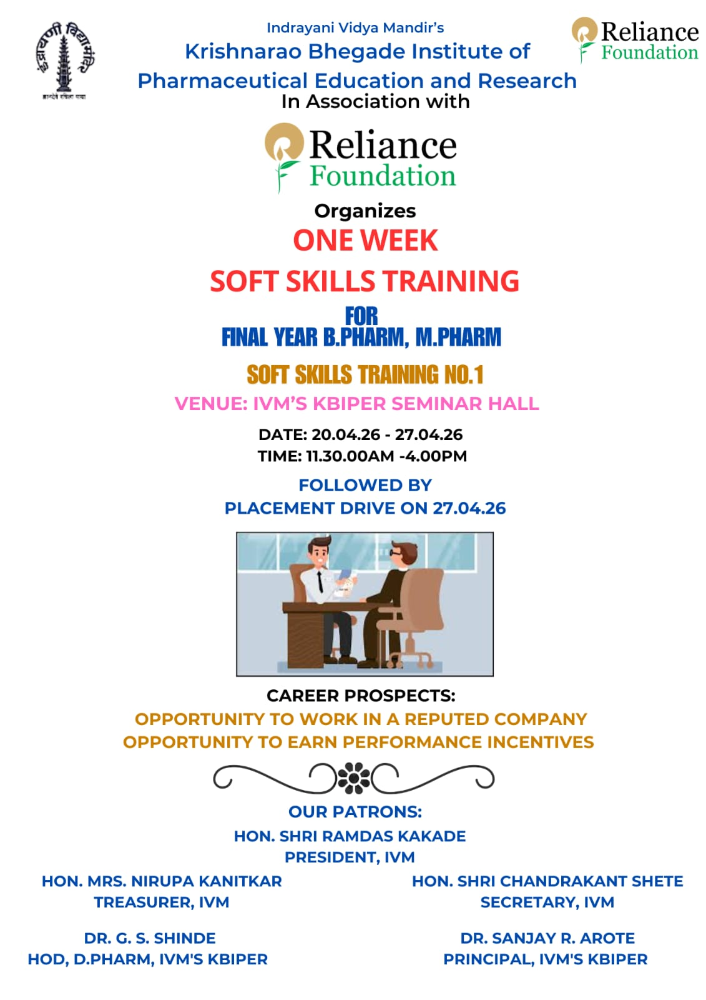 इंद्रायणी विद्यामंदिर
Indrayani Vidya Mandir’s
Krishnarao Bhegade Institute of
Pharmaceutical Education and Research
Reliance
Foundation
In Association with
Reliance
Foundation
Organizes
ONE WEEK
SOFT SKILLS TRAINING
FOR
FINAL YEAR B.PHARM, M.PHARM
SOFT SKILLS TRAINING NO.1
VENUE: IVM’S KBIPER SEMINAR HALL
DATE: 20.04.26 - 27.04.26
TIME: 11.30.00AM -4.00PM
FOLLOWED BY
PLACEMENT DRIVE ON 27.04.26
CAREER PROSPECTS:
OPPORTUNITY TO WORK IN A REPUTED COMPANY
OPPORTUNITY TO EARN PERFORMANCE INCENTIVES
OUR PATRONS:
HON. SHRI RAMDAS KAKADE
PRESIDENT, IVM
HON. MRS. NIRUPA KANITKAR
TREASURER, IVM
HON. SHRI CHANDRAKANT SHETE
SECRETARY, IVM
DR. G. S. SHINDE
HOD, D.PHARM, IVM'S KBIPER
DR. SANJAY R. AROTE
PRINCIPAL, IVM'S KBIPER